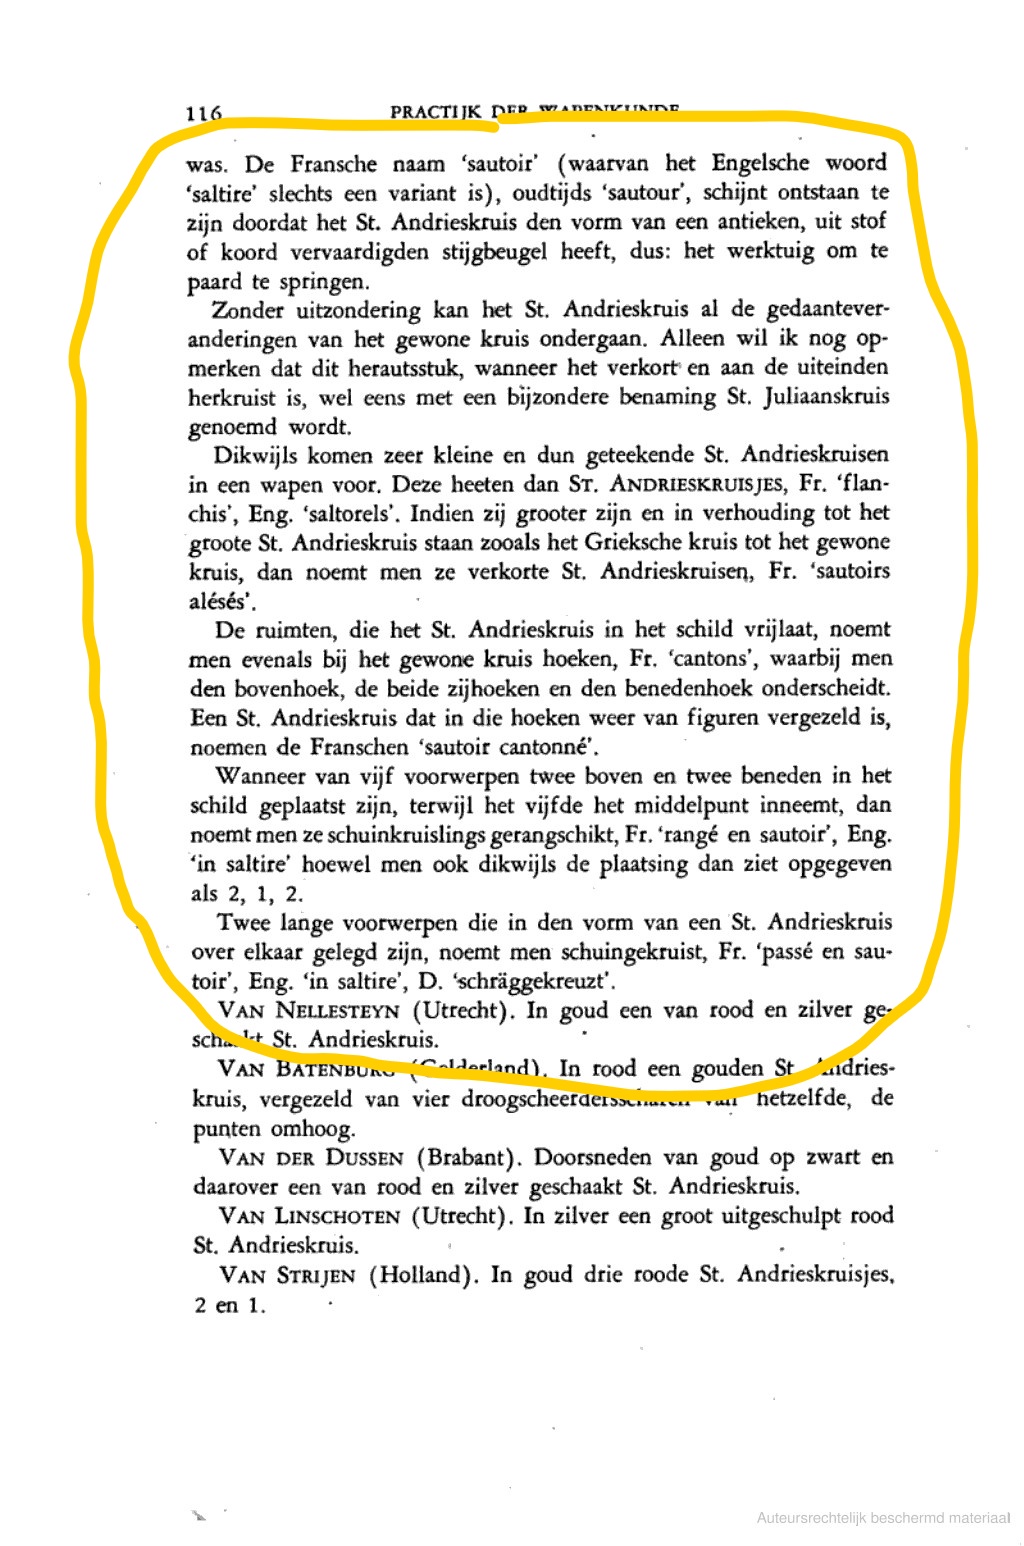 116 PRACTIJK DER WAPENKUNDE
was. De Fransche naam ‘sautoir’ (waarvan het Engelsche woord
‘saltire’ slechts een variant is), oudtijds ‘sautour’, schijnt ontstaan te
zijn doordat het St. Andrieskruis den vorm van een antieken, uit stof
of koord vervaardigden stijgbeugel heeft, dus: het werktuig om te
paard te springen.
Zonder uitzondering kan het St. Andrieskruis al de gedaantever-
anderingen van het gewone kruis ondergaan. Alleen wil ik nog op-
merken dat dit herautsstuk, wanneer het verkort en aan de uiteinden
herkruist is, wel eens met een bijzondere benaming St. Juliaanskruis
genoemd wordt.
Dikwijls komen zeer kleine en dun geteekende St. Andrieskruisen
in een wapen voor. Deze heeten dan ST. ANDRIESKRUISJES, Fr. ‘flan-
chis’, Eng. ‘saltorels’. Indien zij grooter zijn en in verhouding tot het
groote St. Andrieskruis staan zooals het Grieksche kruis tot het gewone
kruis, dan noemt men ze verkorte St. Andrieskruisen, Fr. ‘sautoirs
alésés’.
De ruimten, die het St. Andrieskruis in het schild vrijlaat, noemt
men evenals bij het gewone kruis hoeken, Fr. ‘cantons’, waarbij men
den bovenhoek, de beide zijhoeken en den benedenhoek onderscheidt.
Een St. Andrieskruis dat in die hoeken weer van figuren vergezeld is,
noemen de Franschen ‘sautoir cantonné’.
Wanneer van vijf voorwerpen twee boven en twee beneden in het
schild geplaatst zijn, terwijl het vijfde het middelpunt inneemt, dan
noemt men ze schuinkruislings gerangschikt, Fr. ‘rangé en sautoir’, Eng.
‘in saltire’ hoewel men ook dikwijls de plaatsing dan ziet opgegeven
als 2, 1, 2.
Twee lange voorwerpen die in den vorm van een St. Andrieskruis
over elkaar gelegd zijn, noemt men schuingekruist, Fr. ‘passé en sau-
toir’, Eng. ‘in saltire’, D. ‘schräggekreuzt’.
VAN NELLESTEYN (Utrecht). In goud een van rood en zilver ge-
schaakt St. Andrieskruis.
VAN BATENBURG (Gelderland). In rood een gouden St. Andries-
kruis, vergezeld van vier droogscheerdersscharen van hetzelfde, de
punten omhoog.
VAN DER DUSSEN (Brabant). Doorsneden van goud op zwart en
daarover een van rood en zilver geschaakt St. Andrieskruis.
VAN LINSCHOTEN (Utrecht). In zilver een groot uitgeschulpt rood
St. Andrieskruis.
VAN STRIJEN (Holland). In goud drie roode St. Andrieskruisjes,
2 en 1.
Auteursrechtelijk beschermd materiaal